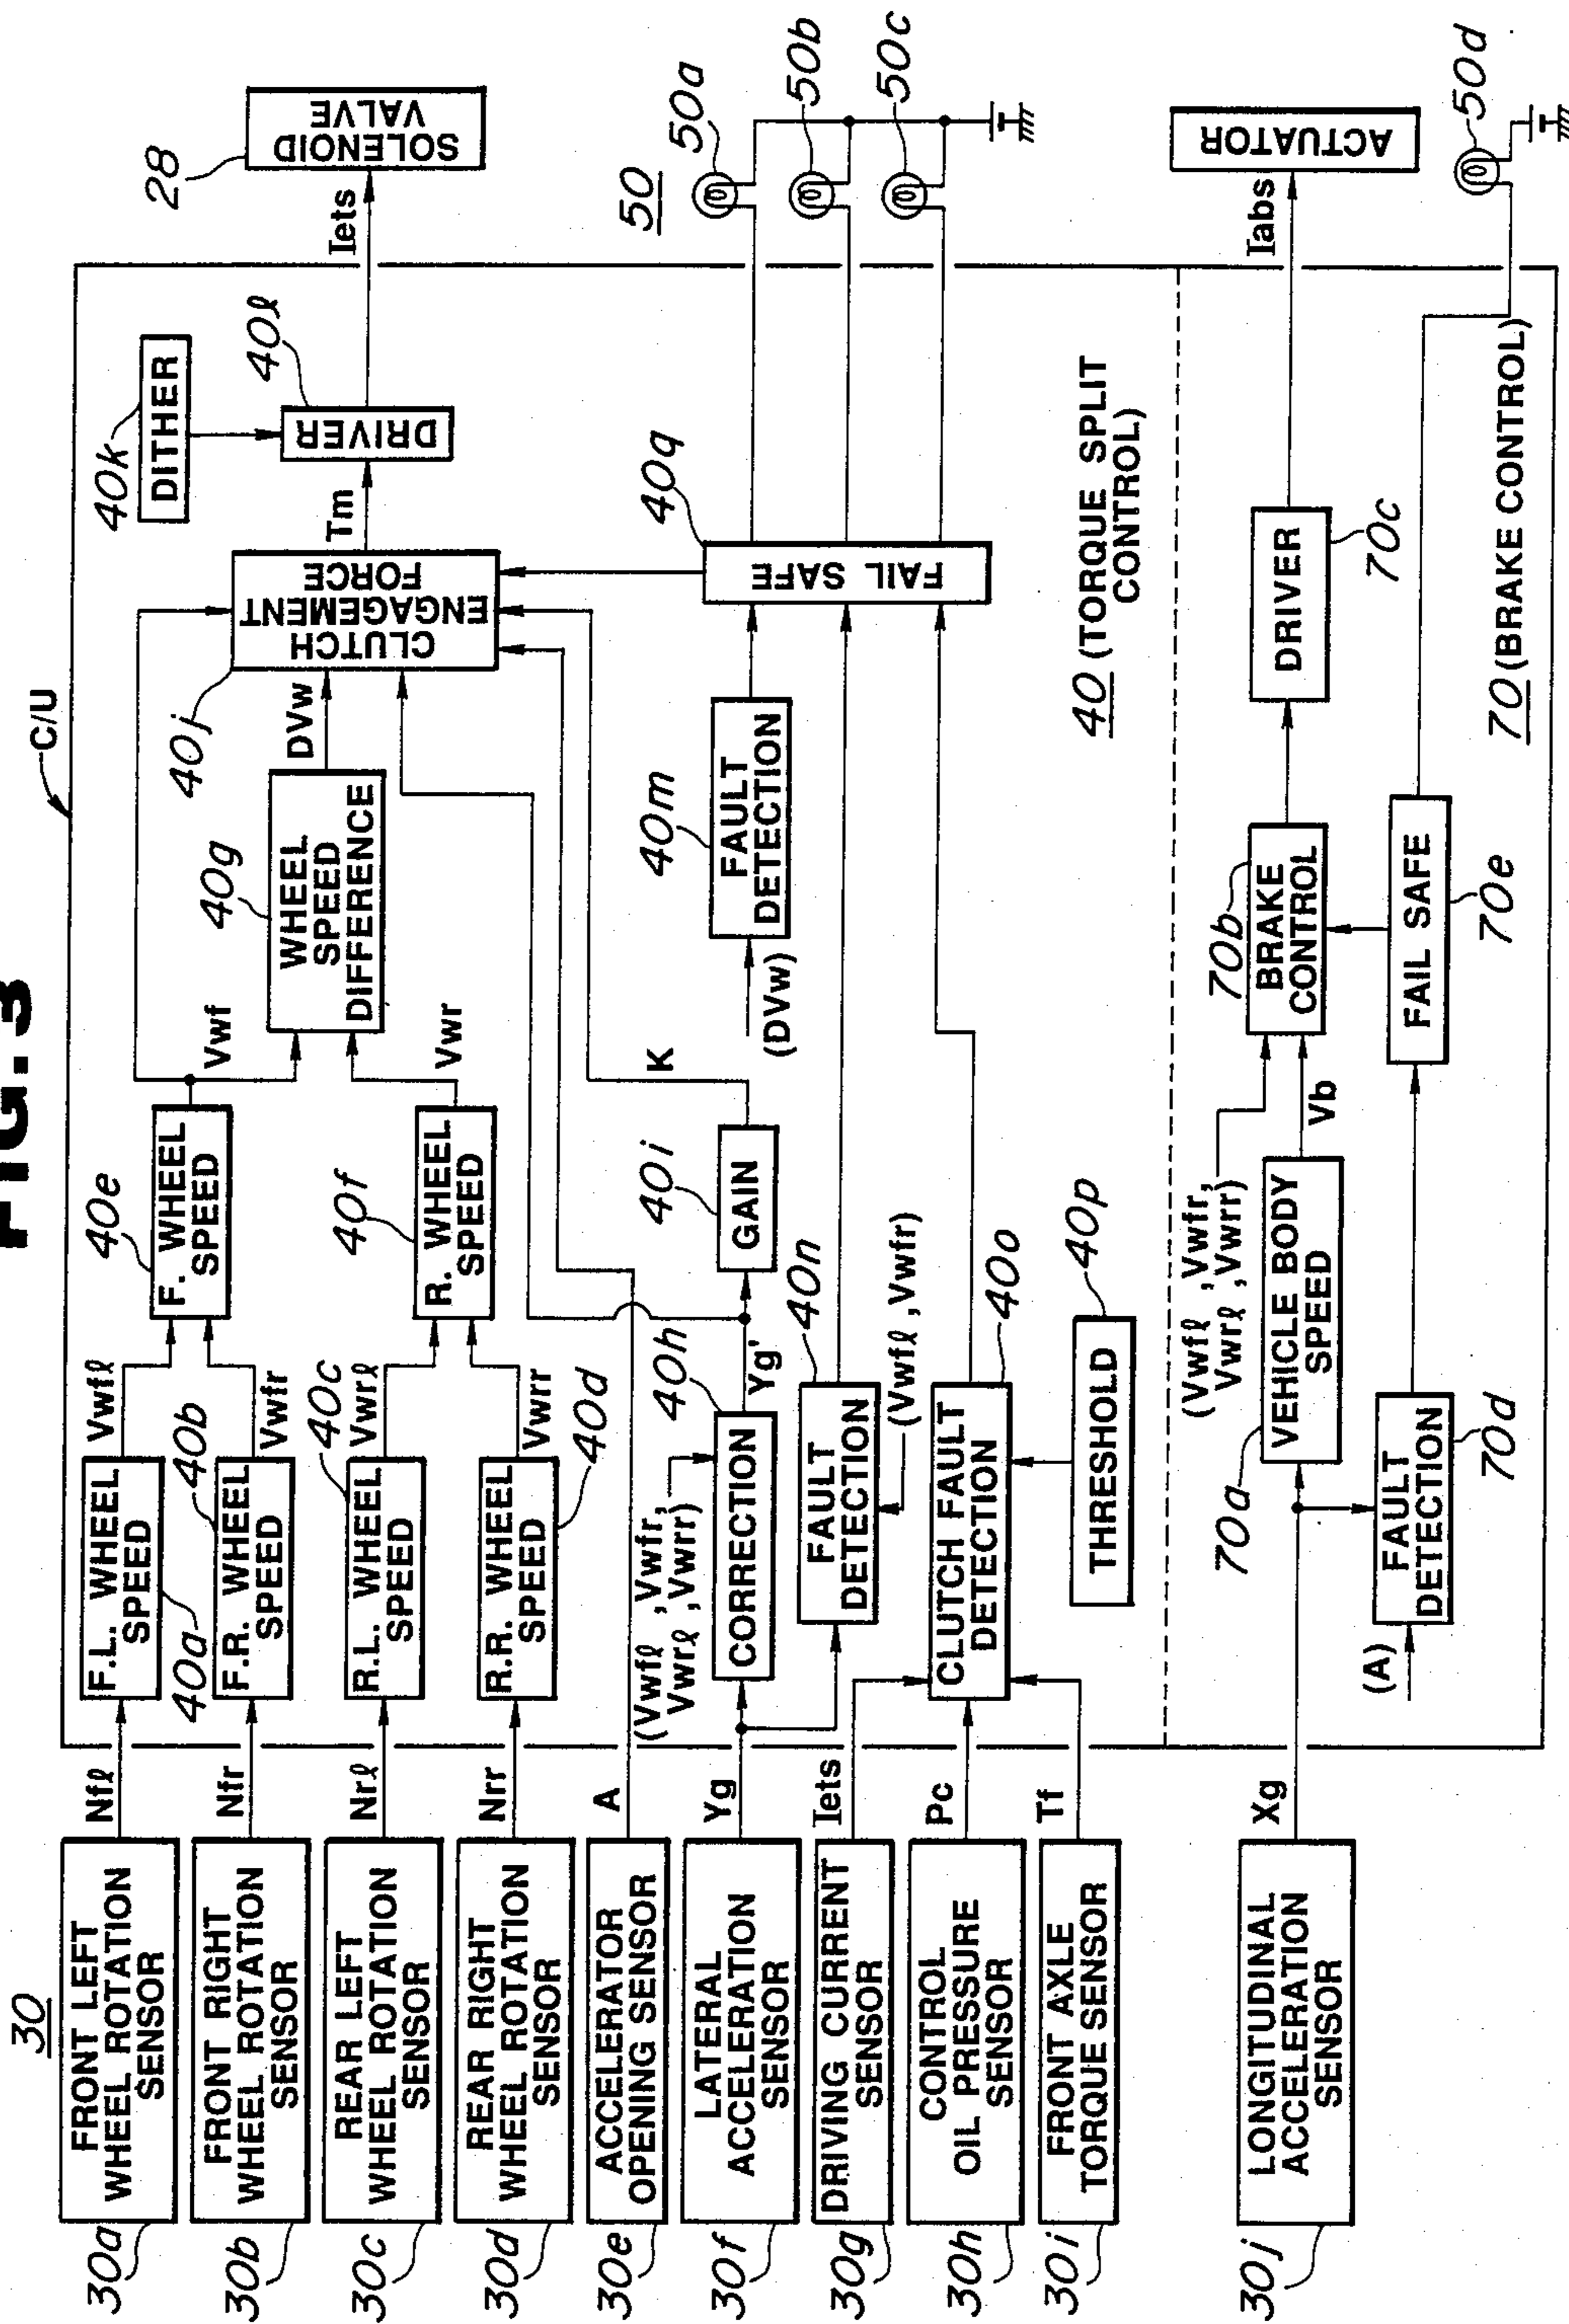 FIG. 3
30
C/U
30a
FRONT LEFT
WHEEL ROTATION
SENSOR
30b
FRONT RIGHT
WHEEL ROTATION
SENSOR
30c
REAR LEFT
WHEEL ROTATION
SENSOR
30d
REAR RIGHT
WHEEL ROTATION
SENSOR
30e
ACCELERATOR
OPENING SENSOR
30f
LATERAL
ACCELERATION
SENSOR
30g
DRIVING CURRENT
SENSOR
30h
CONTROL
OIL PRESSURE
SENSOR
30i
FRONT AXLE
TORQUE SENSOR
30j
LONGITUDINAL
ACCELERATION
SENSOR
Nfℓ
Nfr
Nrℓ
Nrr
A
Yg
Iets
Pc
Tf
Xg
F.L. WHEEL
SPEED
40a
F.R. WHEEL
SPEED
40b
R.L. WHEEL
SPEED
40c
R.R. WHEEL
SPEED
40d
Vwfℓ
Vwfr
Vwrℓ
Vwrr
40e
F. WHEEL
SPEED
40f
R. WHEEL
SPEED
Vwf
Vwr
40g
WHEEL
SPEED
DIFFERENCE
DVw
40j
CLUTCH
ENGAGEMENT
FORCE
Tm
40k
DITHER
40ℓ
DRIVER
Iets
28
SOLENOID
VALVE
(Vwfℓ ,Vwfr,
Vwrℓ ,Vwrr)
40h
CORRECTION
Yg'
40i
GAIN
K
FAULT
DETECTION
40n
(Vwfℓ ,Vwfr)
CLUTCH FAULT
DETECTION
40o
THRESHOLD
40p
(DVw)
40m
FAULT
DETECTION
40q
FAIL SAFE
50
50a
50b
50c
40 (TORQUE SPLIT
CONTROL)
70a
VEHICLE BODY
SPEED
Vb
(Vwfℓ ,Vwfr,
Vwrℓ ,Vwrr)
70b
BRAKE
CONTROL
DRIVER
70c
Iabs
ACTUATOR
(A)
FAULT
DETECTION
70d
FAIL SAFE
70e
50d
70 (BRAKE CONTROL)